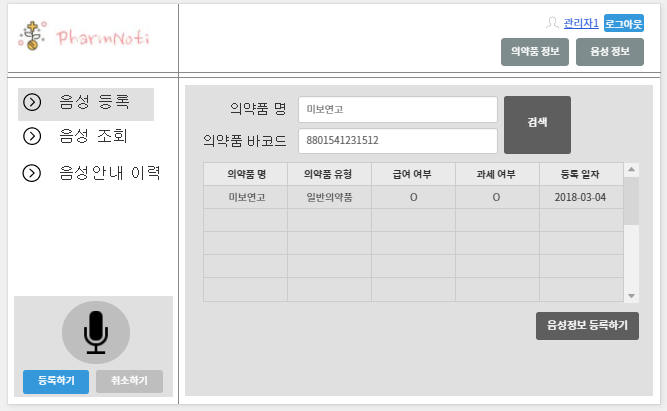 PharmNoti
관리자1 로그아웃
의약품 정보 음성 정보
음성 등록
음성 조회
음성안내 이력
의약품 명 미보연고
검색
의약품 바코드 8801541231512
의약품 명 의약품 유형 급여 여부 과세 여부 등록 일자
미보연고 일반의약품 O O 2018-03-04
음성정보 등록하기
등록하기 취소하기